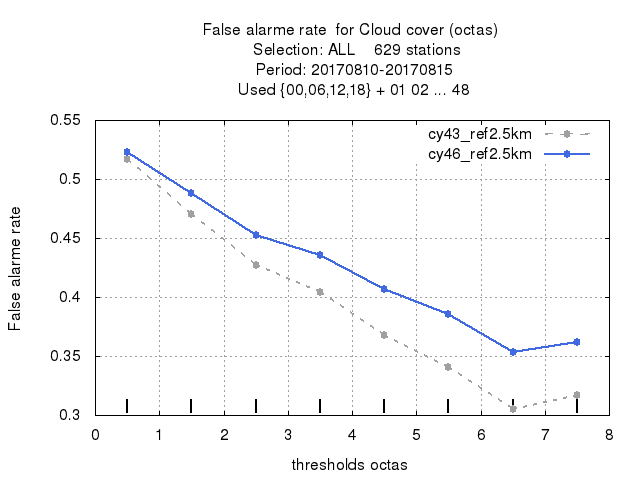 False alarme rate  for Cloud cover (octas)
Selection: ALL    629 stations
Period: 20170810-20170815
Used {00,06,12,18} + 01 02 ... 48
cy43_ref2.5km
cy46_ref2.5km
False alarme rate
0.55
0.5
0.45
0.4
0.35
0.3
0 1 2 3 4 5 6 7 8
thresholds octas